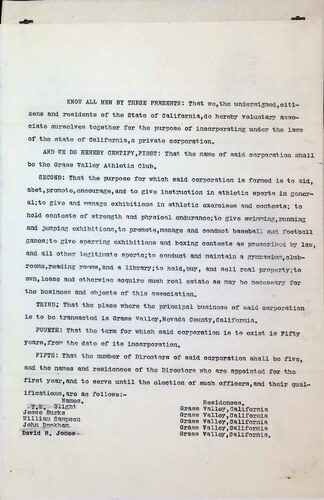 KNOW ALL MEN BY THESE PRESENTS: That we,the undersigned,citi-
zens and residents of the State of California,do hereby voluntary asso-
ciate ourselves together for the purpose of incorporating under the laws
of the state of California,a private corporation.
AND WE DO HEREBY CERTIFY,FIRST: That the name of said corporation shall
be the Grass Valley Athletic Club.
SECOND: That the purpose for which said corporation is formed is to aid,
abet,promote,encourage,and to give instruction in athletic sports in gener-
al;to give and manage exhibitions in athletic exercises and contests; to
hold contests of strength and physical endurance;to give swimming,running
and jumping exhibitions,to promote,manage and conduct baseball and football
games;to give sparring exhibitions and boxing contests as prescribed by law,
and all other legitimate sports;to conduct and maintain a gymnasium,club-
rooms,reading rooms,and a library;to hold,buy, and sell real property;to
own,lease and otherwise acquire such real estate as may be necessary for
the business and objects of this association.
THIRD: That the place where the principal business of said corporation
is to be transacted is Grass Valley,Nevada County,California.
FOURTH: That the term for which said corporation is to exist is Fifty
years,from the date of its incorporation.
FIFTH: That the number of Directors of said corporation shall be five,
and the names and residences of the Directors who are appointed for the
first year,and to serve until the election of such officers,and their qual-
ifications,are as follows:-
Names. Residences.
Slight Grass Valley,California
Jesse Burks Grass Valley,California
William Sampson Grass Valley,California
John Grass Valley,California
David R. Jones Grass Valley,California.